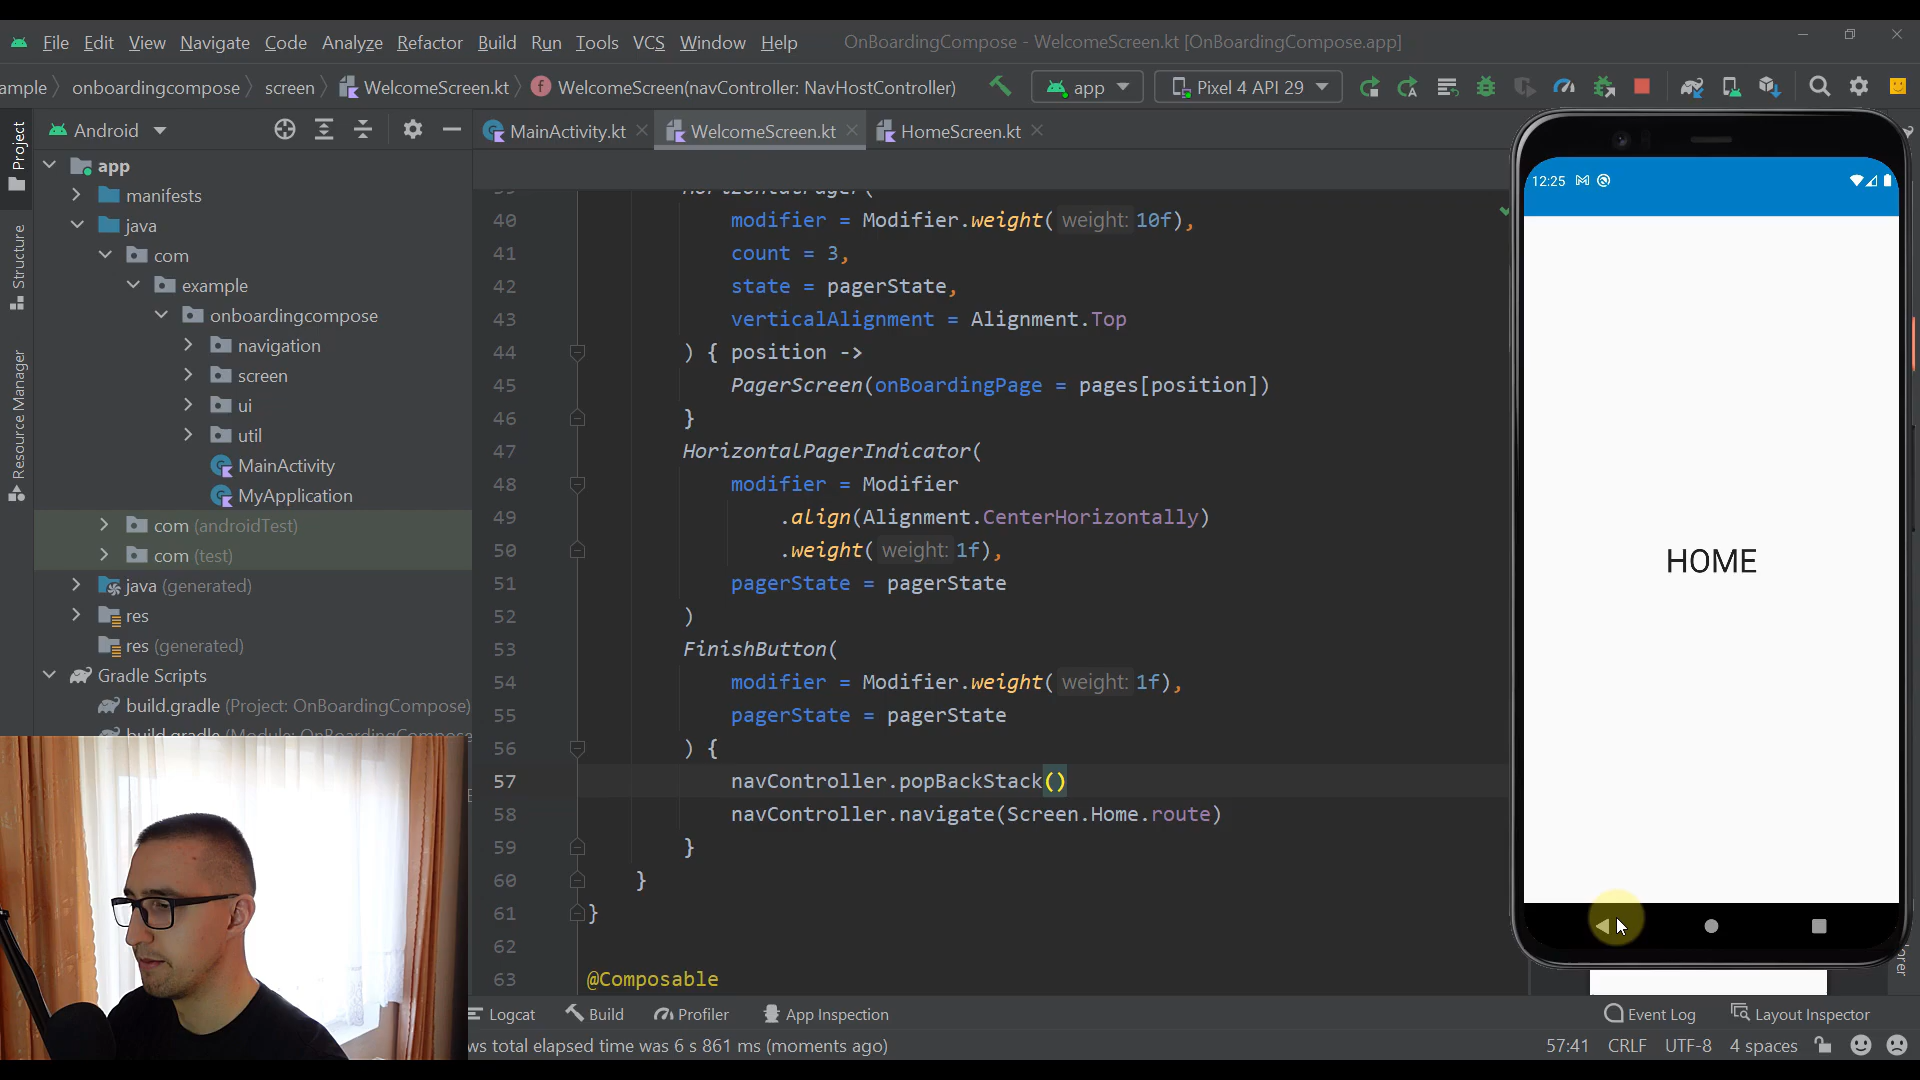 File Edit View Navigate Code Analyze Refactor Build Run Tools VCS Window Help OnBoardingCompose - WelcomeScreen.kt [OnBoardingCompose.app]
ample onboardingcompose screen WelcomeScreen.kt WelcomeScreen(navController: NavHostController) app Pixel 4 API 29
Android
MainActivity.kt WelcomeScreen.kt HomeScreen.kt
Project
Structure
Resource Manager
app
manifests
java
com
example
onboardingcompose
navigation
screen
ui
util
MainActivity
MyApplication
com (androidTest)
com (test)
java (generated)
res
res (generated)
Gradle Scripts
build.gradle (Project: OnBoardingCompose)
build.gradle (Module: OnBoardingCompose
39 HorizontalPager(
40 modifier = Modifier.weight( weight: 10f),
41 count = 3,
42 state = pagerState,
43 verticalAlignment = Alignment.Top
44 ) { position ->
45 PagerScreen(onBoardingPage = pages[position])
46 }
47 HorizontalPagerIndicator(
48 modifier = Modifier
49 .align(Alignment.CenterHorizontally)
50 .weight( weight: 1f),
51 pagerState = pagerState
52 )
53 FinishButton(
54 modifier = Modifier.weight( weight: 1f),
55 pagerState = pagerState
56 ) {
57 navController.popBackStack()
58 navController.navigate(Screen.Home.route)
59 }
60 }
61 }
62
63 @Composable
12:25
HOME
Logcat Build Profiler App Inspection Event Log Layout Inspector
ws total elapsed time was 6 s 861 ms (moments ago) 57:41 CRLF UTF-8 4 spaces